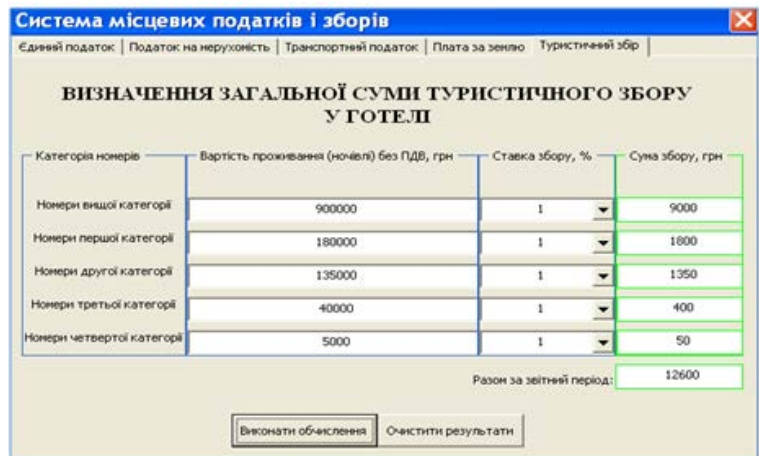 Система місцевих податків і зборів
Єдиний податок Податок на нерухомість Транспортний податок Плата за землю Туристичний збір
ВИЗНАЧЕННЯ ЗАГАЛЬНОЇ СУМИ ТУРИСТИЧНОГО ЗБОРУ
У ГОТЕЛІ
Категорія номерів Вартість проживання (ночівлі) без ПДВ, грн Ставка збору, % Сума збору, грн
Номери вищої категорії 900000 1 9000
Номери першої категорії 180000 1 1800
Номери другої категорії 135000 1 1350
Номери третьої категорії 40000 1 400
Номери четвертої категорії 5000 1 50
Разом за звітний період: 12600
Виконати обчислення Очистити результати